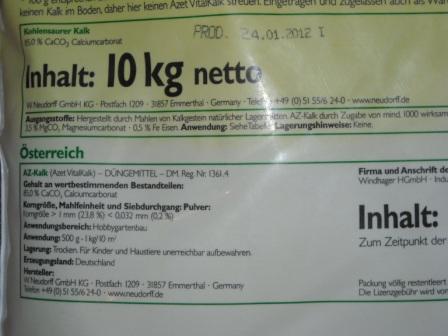 keinen Kalk im Boden, daher hier keinen Azet VitalKalk streuen. Eingetragen und zugelassen auch als
Kohlensaurer Kalk
85,0 % CaCO₃ Calciumcarbonat
PROD. 24.01.2012 I
Inhalt: 10 kg netto
W. Neudorff GmbH KG · Postfach 1209 · 31857 Emmerthal · Germany · Telefon +49 (0) 51 55/6 24-0 · www.neudorff.de
Ausgangsstoffe: Hergestellt durch Mahlen von Kalkgestein natürlicher Lagerstätten. AZ-Kalk durch Zugabe von mind. 1000 wirksam
3,5 % MgCO₃ Magnesiumcarbonat · 0,5 % Fe Eisen. Anwendung: Siehe Tabelle. Lagerungshinweise: Keine.
Österreich
AZ-Kalk (Azet VitalKalk) – DÜNGEMITTEL – DM. Reg. Nr. 1361.4
Gehalt an wertbestimmenden Bestandteilen:
85,0 % CaCO₃ Calciumcarbonat
Korngröße, Mahlfeinheit und Siebdurchgang: Pulver:
Korngröße > 1 mm (23,8 %) < 0,032 mm (0,2 %)
Anwendungsbereich: Hobbygartenbau
Anwendung: 500 g - 1 kg/10 m²
Lagerung: Trocken. Für Kinder und Haustiere unerreichbar aufbewahren.
Erzeugungsland: Deutschland
Hersteller:
W. Neudorff GmbH KG · Postfach 1209 · 31857 Emmerthal · Germany
Telefon +49 (0) 51 55/6 24-0 · www.neudorff.de
Firma und Anschrift de
Windhager HGmbH · Indu
Inhalt:
Zum Zeitpunkt der
Packung völlig restentleert
Die Lizenzgebühr wird vor